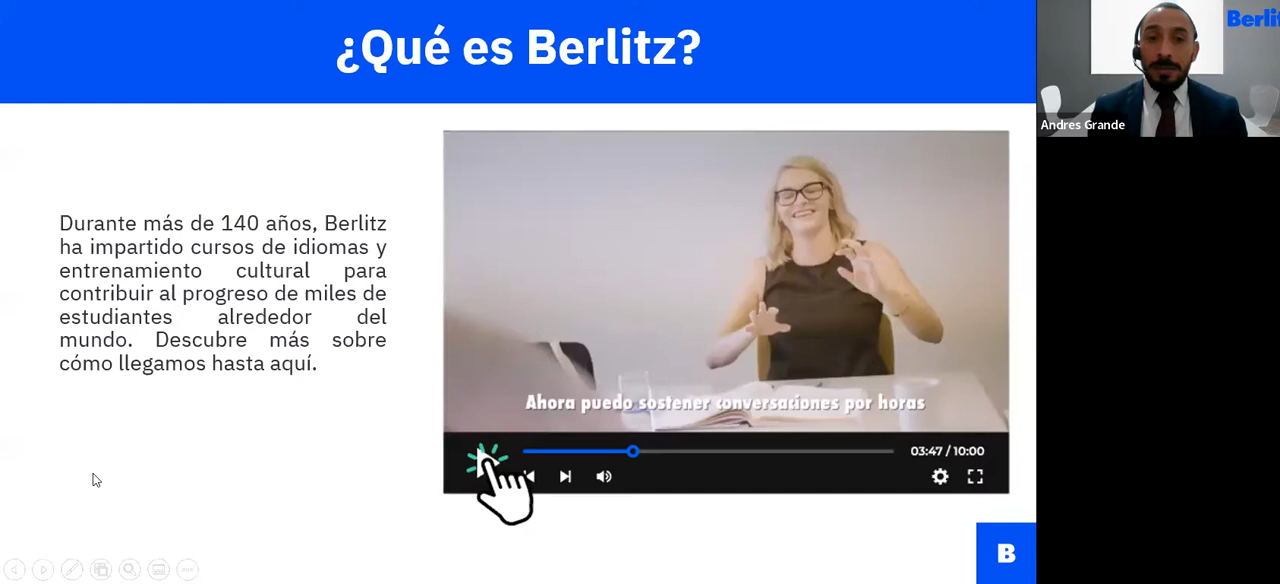 ¿Qué es Berlitz?
Berli
Andres Grande
Durante más de 140 años, Berlitz
ha impartido cursos de idiomas y
entrenamiento cultural para
contribuir al progreso de miles de
estudiantes alrededor del
mundo. Descubre más sobre
cómo llegamos hasta aquí.
Ahora puedo sostener conversaciones por horas
03:47 / 10:00
B